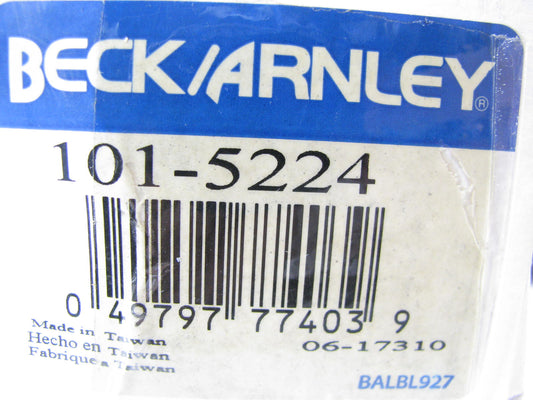 BECK/ARNLEY®
101-5224
0 49797 77403 9
Made in Taiwan
Hecho en Taiwan
Fabrique a Taiwan
06-17310
BALBL927